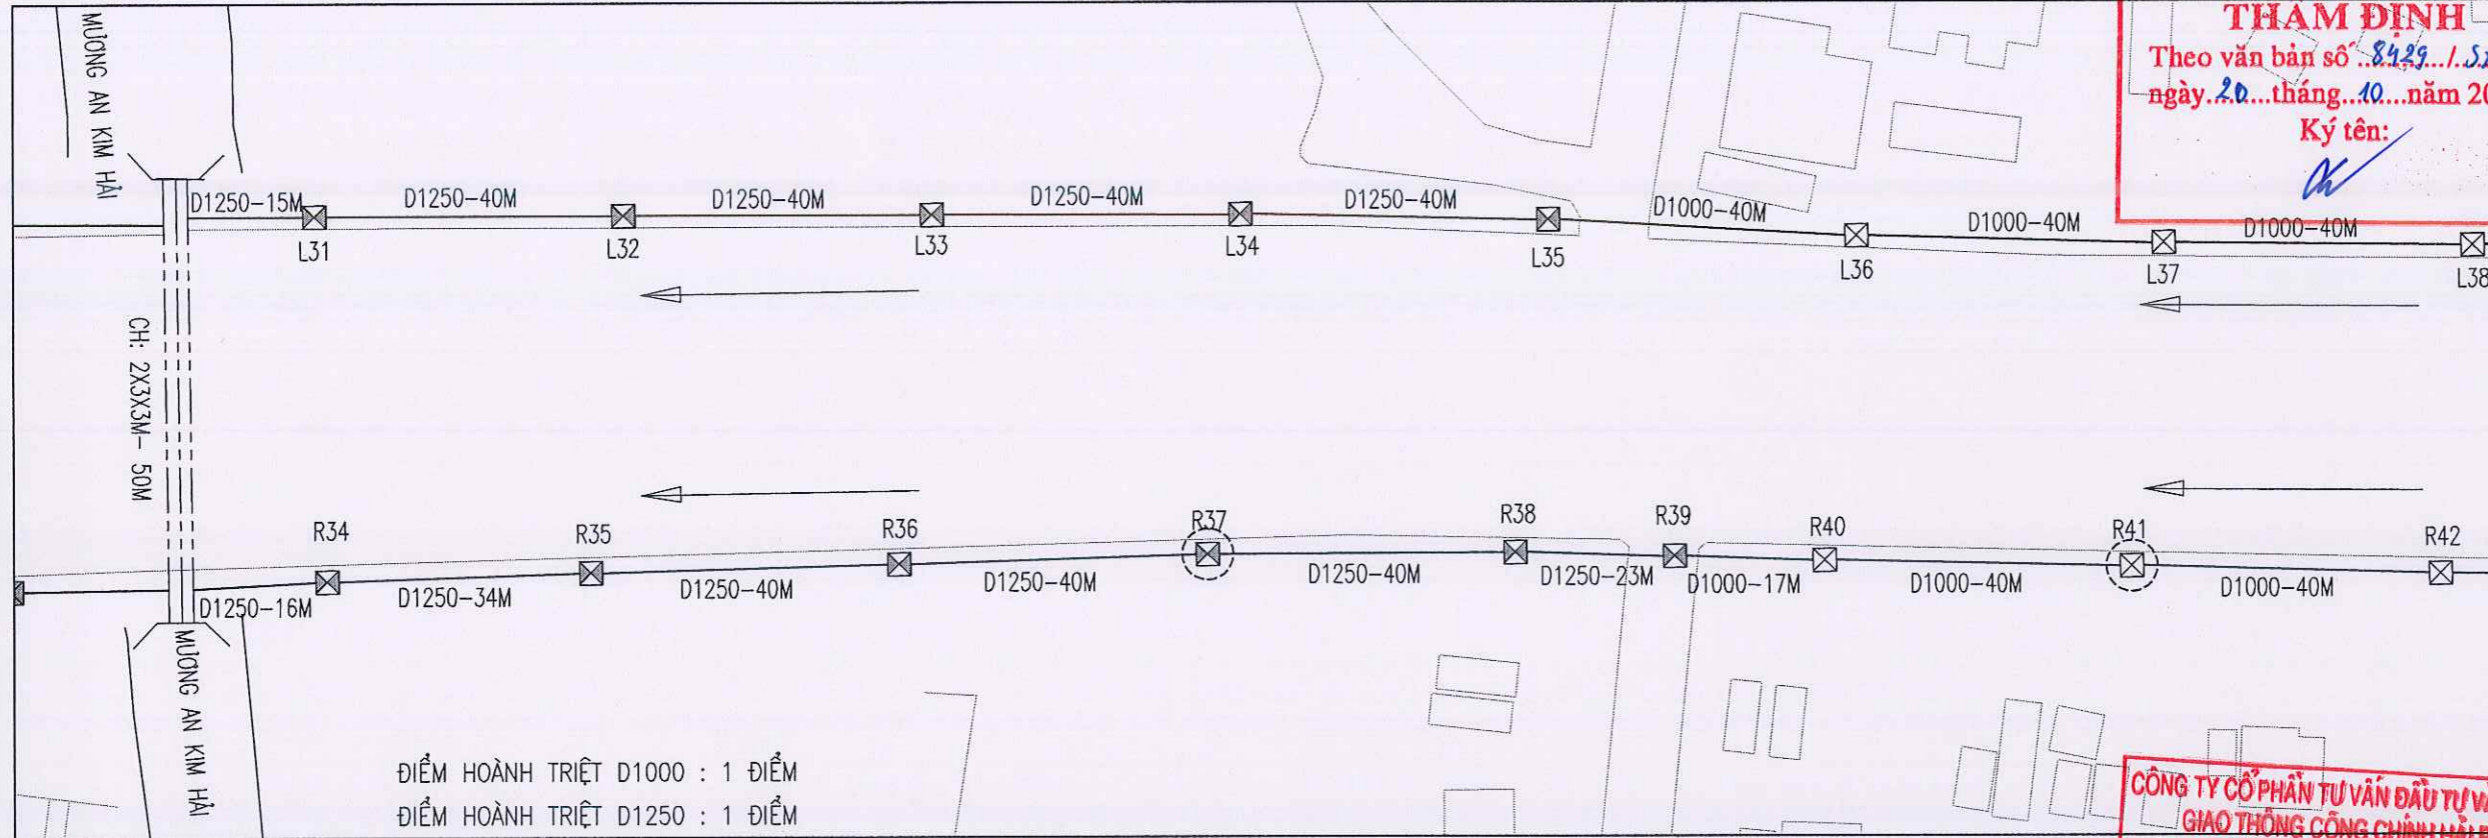 MƯƠNG AN KIM HẢI
THẨM ĐỊNH
Theo văn bản số 8429 /
ngày 20 tháng 10 năm 20
Ký tên:
D1250-15M
D1250-40M
D1250-40M
D1250-40M
D1250-40M
D1000-40M
D1000-40M
D1000-40M
L31
L32
L33
L34
L35
L36
L37
L38
CH: 2X3X3M- 50M
R34
R35
R36
R37
R38
R39
R40
R41
R42
D1250-16M
D1250-34M
D1250-40M
D1250-40M
D1250-40M
D1250-23M
D1000-17M
D1000-40M
D1000-40M
MƯƠNG AN KIM HẢI
ĐIỂM HOÀNH TRIỆT D1000 : 1 ĐIỂM
ĐIỂM HOÀNH TRIỆT D1250 : 1 ĐIỂM
CÔNG TY CỔ PHẦN TƯ VẤN ĐẦU TƯ
GIAO THÔNG CÔNG CHÍNH